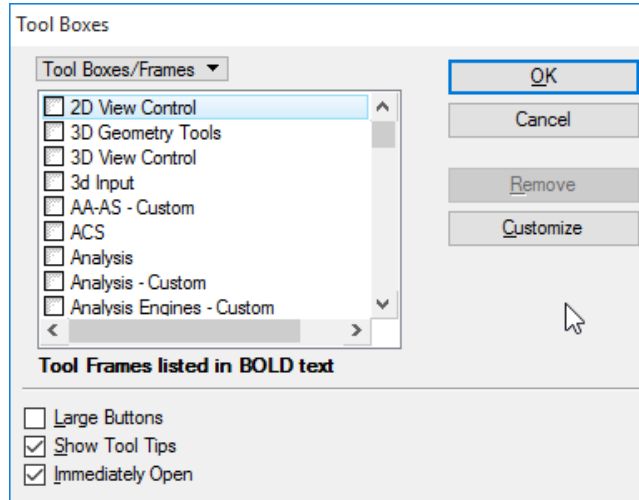 Tool Boxes
Tool Boxes/Frames
2D View Control
3D Geometry Tools
3D View Control
3d Input
AA-AS - Custom
ACS
Analysis
Analysis - Custom
Analysis Engines - Custom
Tool Frames listed in BOLD text
OK
Cancel
Remove
Customize
Large Buttons
Show Tool Tips
Immediately Open